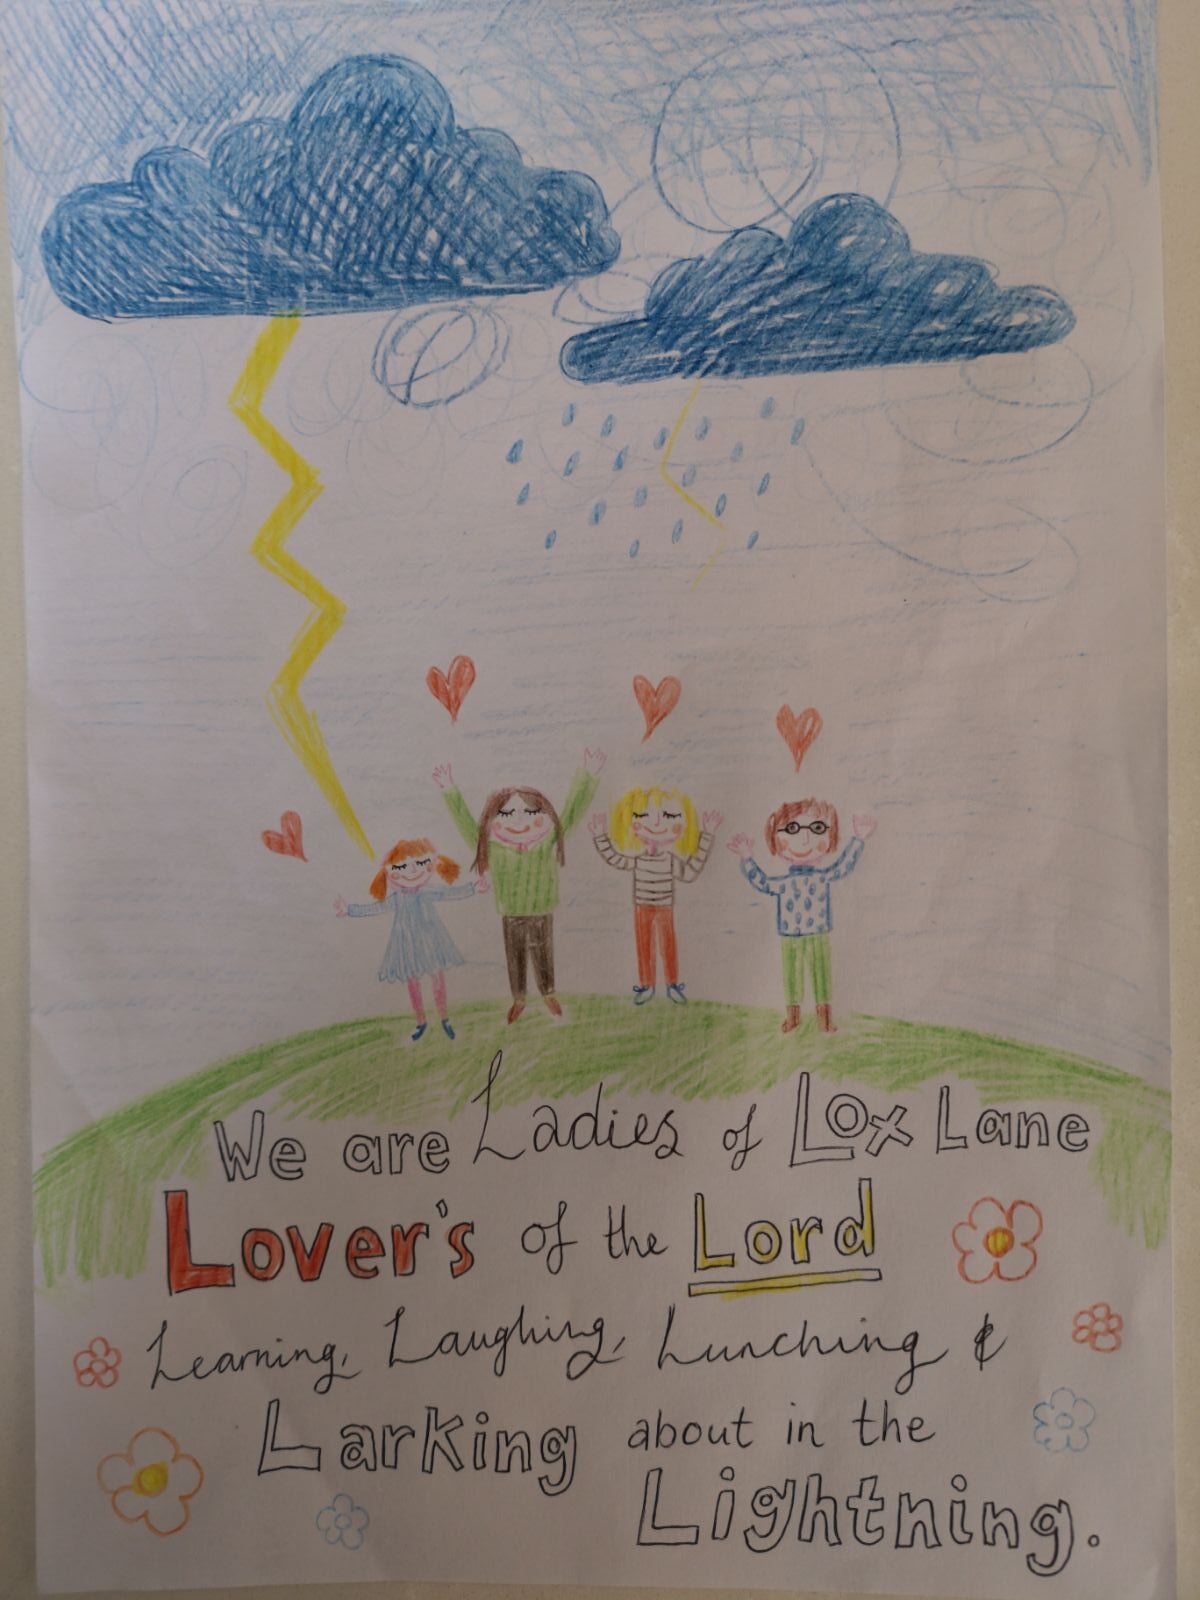 We are Ladies of Lox Lane
Lover's of the Lord
Learning, Laughing, Lunching &
Larking about in the
Lightning.